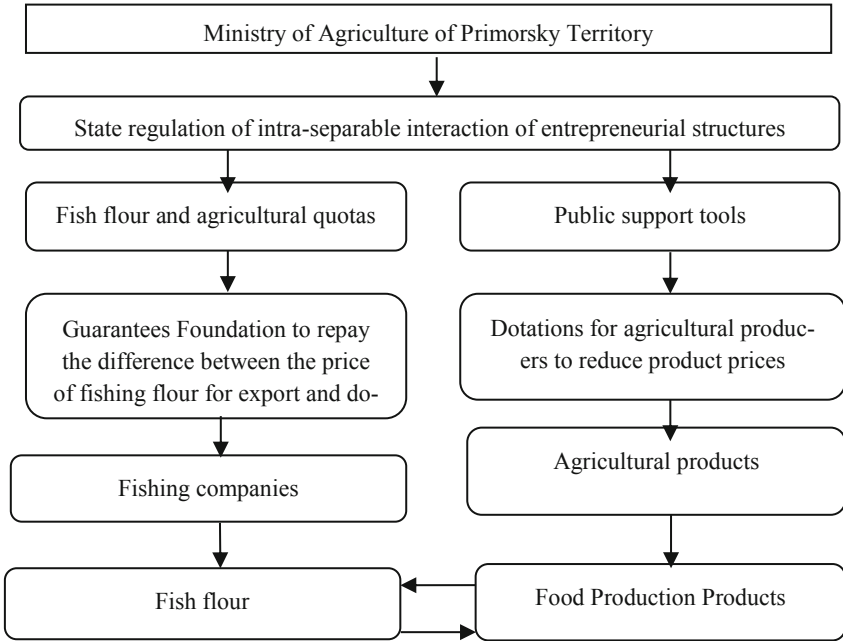 Ministry of Agriculture of Primorsky Territory
State regulation of intra-separable interaction of entrepreneurial structures
Fish flour and agricultural quotas
Public support tools
Guarantees Foundation to repay
the difference between the price
of fishing flour for export and do-
Dotations for agricultural produc-
ers to reduce product prices
Fishing companies
Agricultural products
Fish flour
Food Production Products